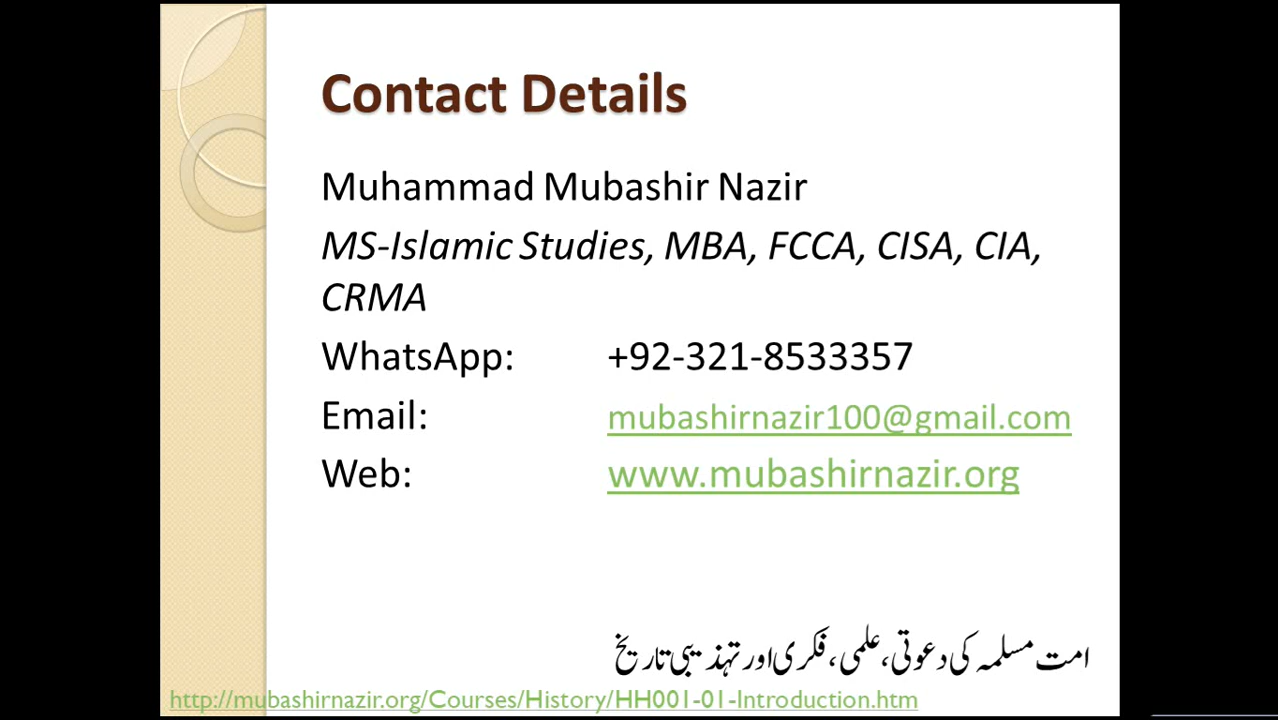 Contact Details
Muhammad Mubashir Nazir
MS-Islamic Studies, MBA, FCCA, CISA, CIA,
CRMA
WhatsApp: +92-321-8533357
Email: mubashirnazir100@gmail.com
Web: www.mubashirnazir.org
امت مسلمہ کی دعوتی، علمی، فکری اور تہذیبی تاریخ
http://mubashirnazir.org/Courses/History/HH001-01-Introduction.htm